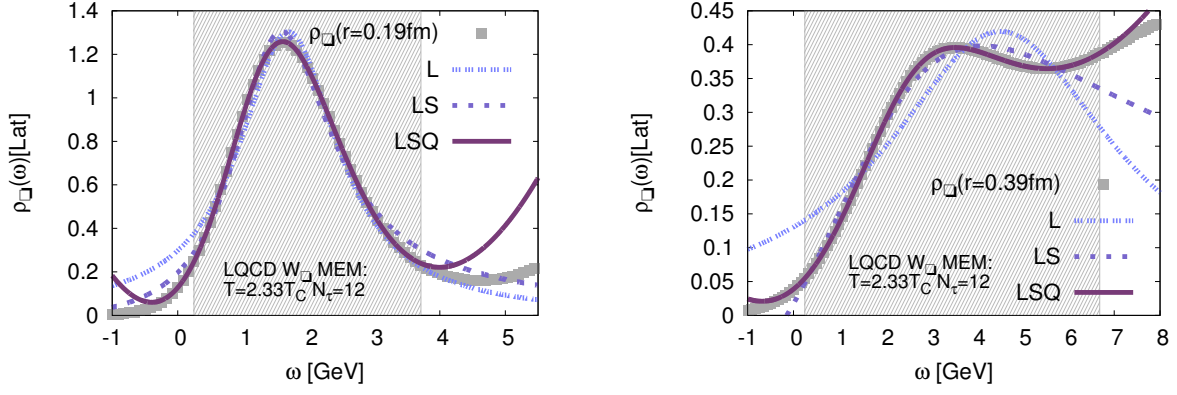 1.4
1.2
1
0.8
0.6
0.4
0.2
0
ρ□(ω)[Lat]
ρ□(r=0.19fm)
L
LS
LSQ
LQCD W□ MEM:
T=2.33TC Nτ=12
-1 0 1 2 3 4 5
ω [GeV]
0.45
0.4
0.35
0.3
0.25
0.2
0.15
0.1
0.05
0
ρ□(ω)[Lat]
ρ□(r=0.39fm)
L
LS
LSQ
LQCD W□ MEM:
T=2.33TC Nτ=12
-1 0 1 2 3 4 5 6 7 8
ω [GeV]